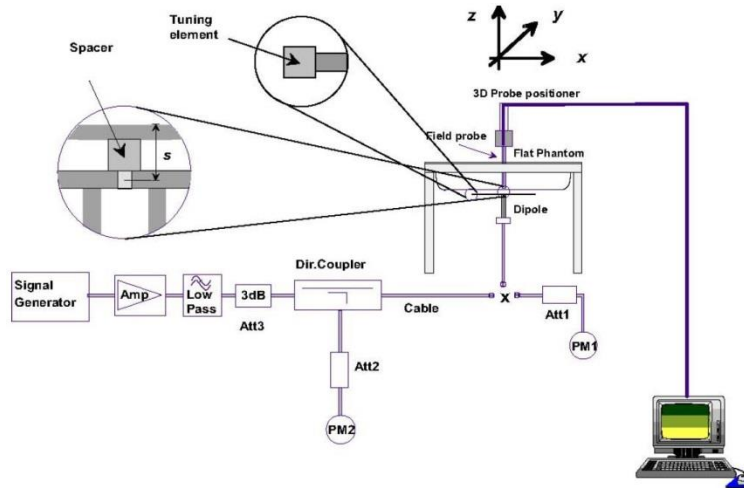 Tuning
element
Spacer
s
z
y
x
3D Probe positioner
Field probe
Flat Phantom
Dipole
Signal
Generator
Amp
Low
Pass
3dB
Att3
Dir.Coupler
Cable
x
Att1
PM1
Att2
PM2